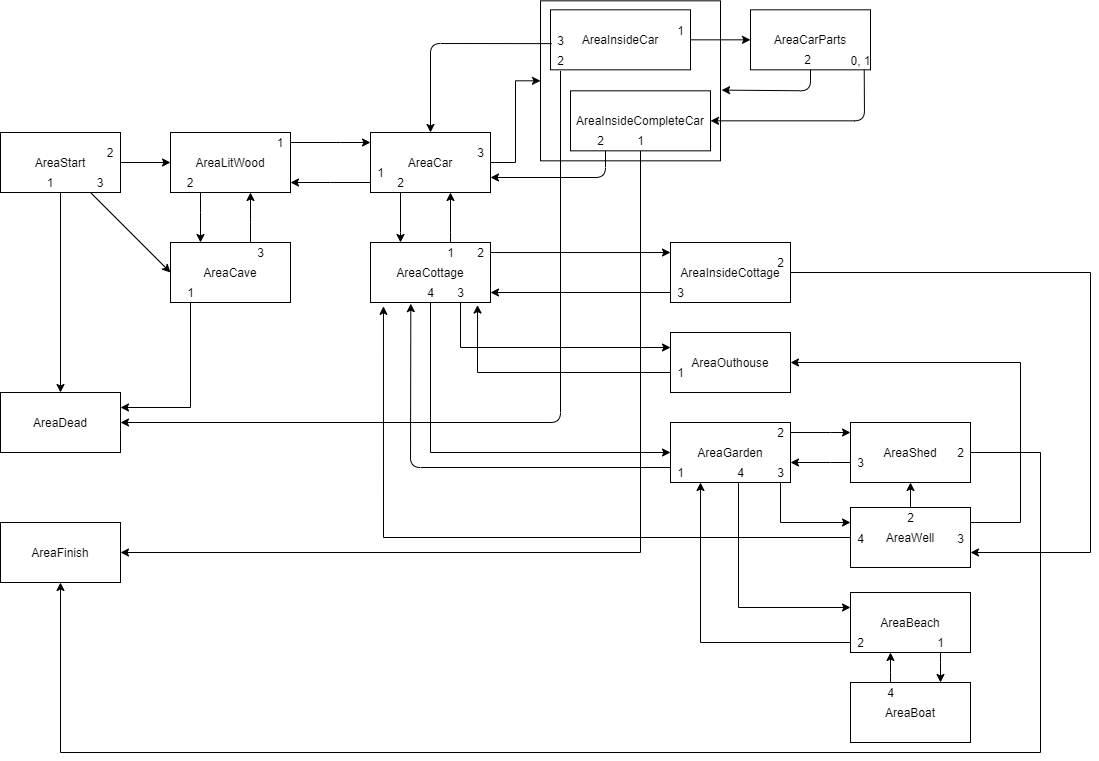 AreaInsideCar
1
3
2
AreaCarParts
2
0, 1
AreaInsideCompleteCar
2
1
AreaStart
2
1
3
AreaLitWood
1
2
AreaCar
3
1
2
AreaCave
3
1
AreaCottage
1
2
4
3
AreaInsideCottage
2
3
AreaOuthouse
1
AreaDead
AreaGarden
2
1
4
3
AreaShed
2
3
AreaWell
2
4
3
AreaFinish
AreaBeach
2
1
AreaBoat
4